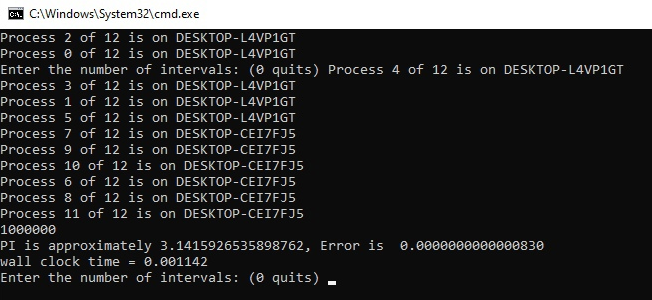 C:\Windows\System32\cmd.exe
Process 2 of 12 is on DESKTOP-L4VP1GT
Process 0 of 12 is on DESKTOP-L4VP1GT
Enter the number of intervals: (0 quits) Process 4 of 12 is on DESKTOP-L4VP1GT
Process 3 of 12 is on DESKTOP-L4VP1GT
Process 1 of 12 is on DESKTOP-L4VP1GT
Process 5 of 12 is on DESKTOP-L4VP1GT
Process 7 of 12 is on DESKTOP-CEI7FJ5
Process 9 of 12 is on DESKTOP-CEI7FJ5
Process 10 of 12 is on DESKTOP-CEI7FJ5
Process 6 of 12 is on DESKTOP-CEI7FJ5
Process 8 of 12 is on DESKTOP-CEI7FJ5
Process 11 of 12 is on DESKTOP-CEI7FJ5
1000000
PI is approximately 3.1415926535898762, Error is  0.0000000000000830
wall clock time = 0.001142
Enter the number of intervals: (0 quits)